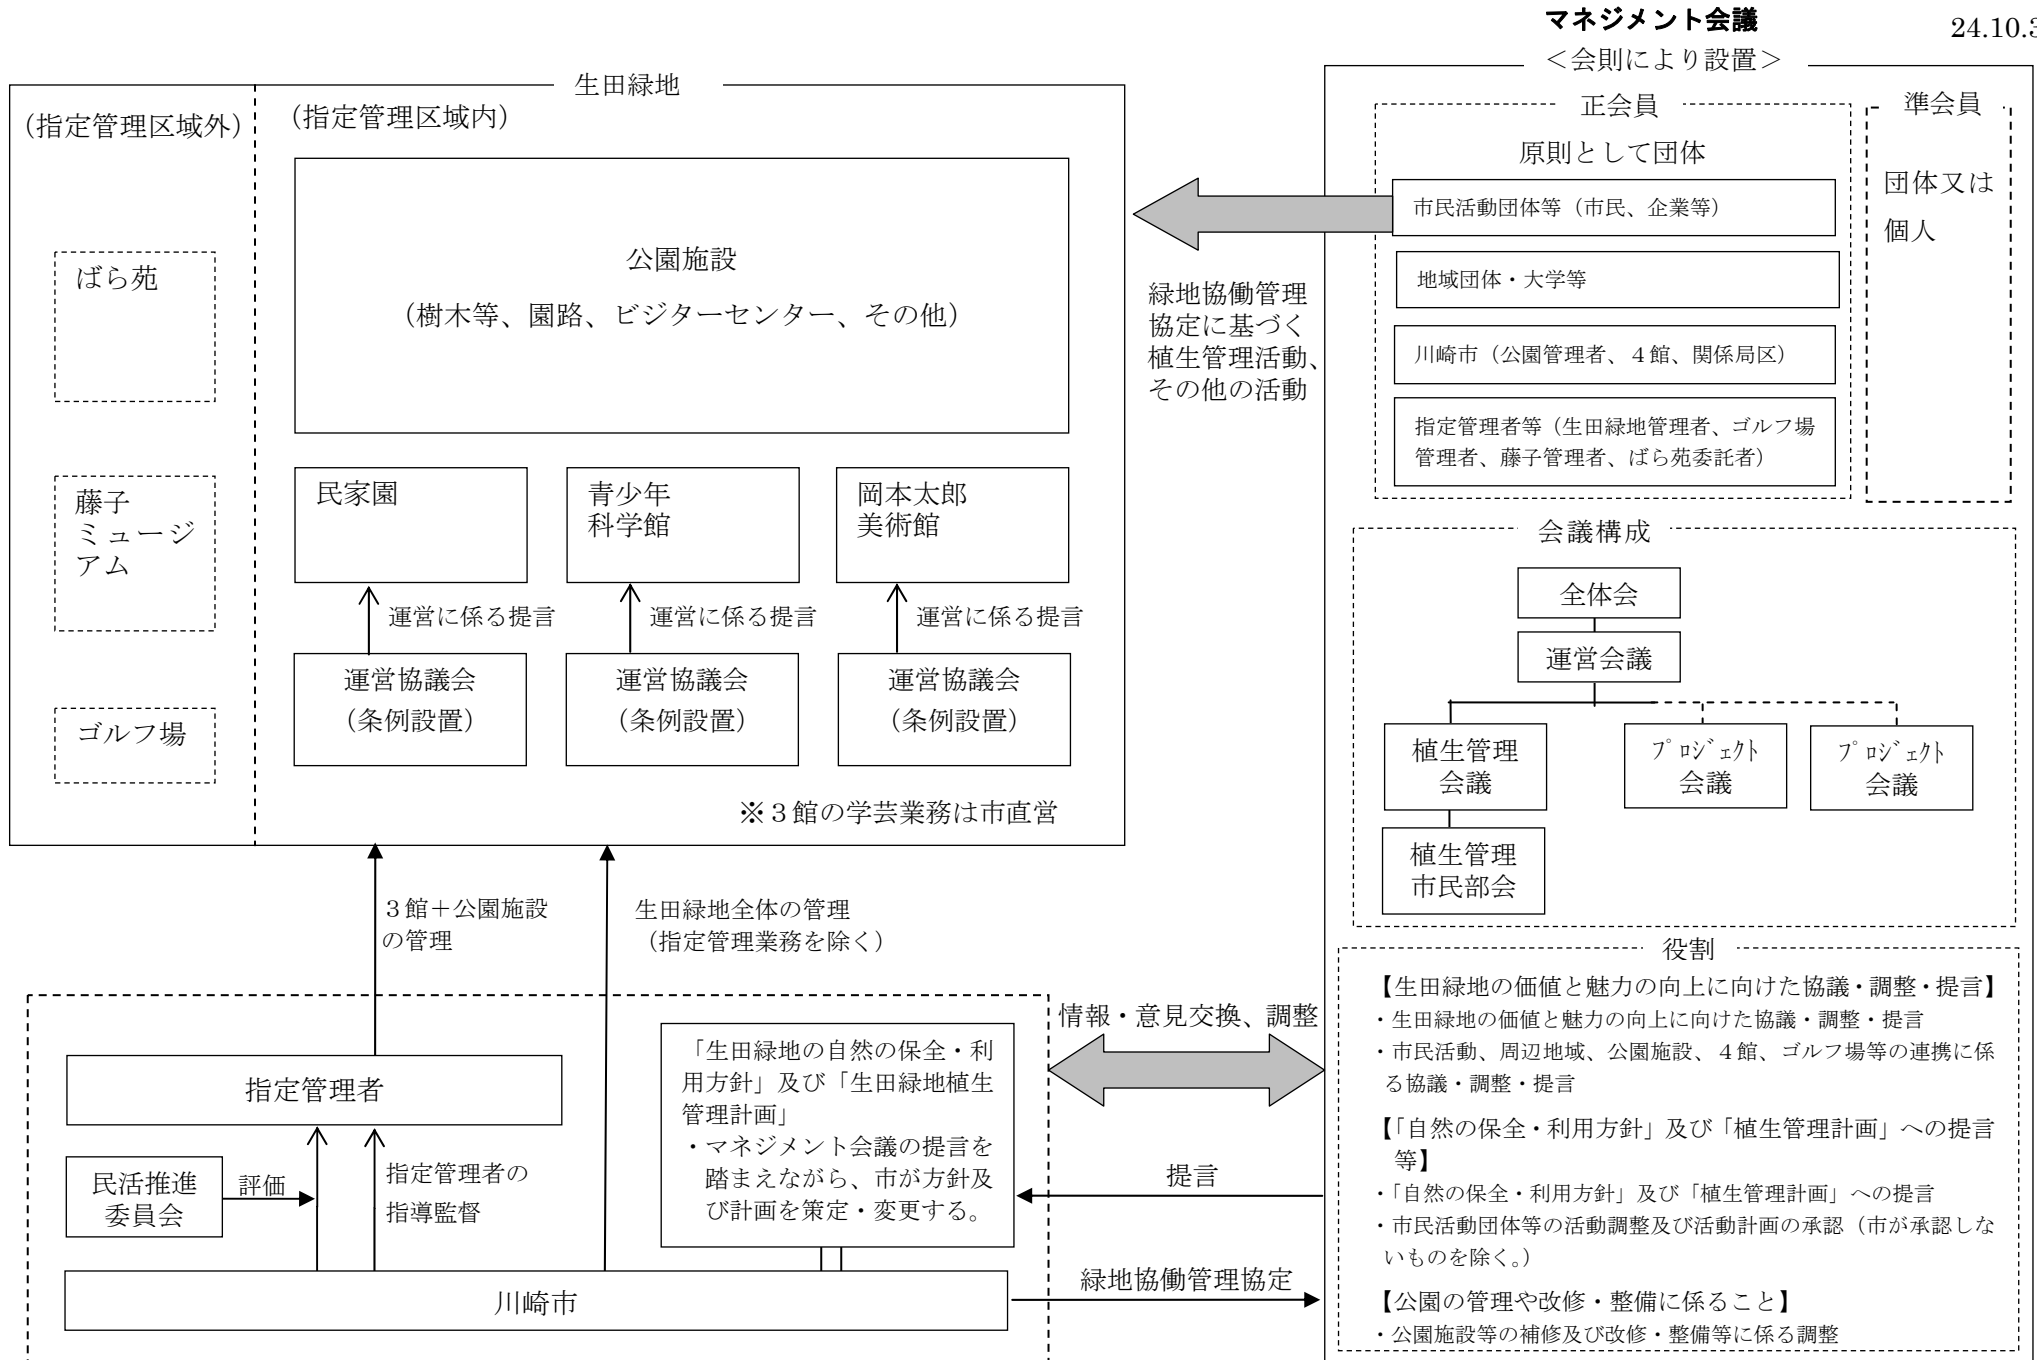 マネジメント会議
24.10.3
＜会則により設置＞
生田緑地
（指定管理区域外）
（指定管理区域内）
ばら苑
藤子
ミュージ
アム
ゴルフ場
公園施設
（樹木等、園路、ビジターセンター、その他）
民家園
青少年
科学館
岡本太郎
美術館
運営に係る提言
運営に係る提言
運営に係る提言
運営協議会
（条例設置）
運営協議会
（条例設置）
運営協議会
（条例設置）
※３館の学芸業務は市直営
緑地協働管理
協定に基づく
植生管理活動、
その他の活動
正会員
原則として団体
市民活動団体等（市民、企業等）
地域団体・大学等
川崎市（公園管理者、４館、関係局区）
指定管理者等（生田緑地管理者、ゴルフ場
管理者、藤子管理者、ばら苑委託者）
準会員
団体又は
個人
会議構成
全体会
運営会議
植生管理
会議
ﾌﾟﾛｼﾞｪｸﾄ
会議
ﾌﾟﾛｼﾞｪｸﾄ
会議
植生管理
市民部会
役割
【生田緑地の価値と魅力の向上に向けた協議・調整・提言】
・生田緑地の価値と魅力の向上に向けた協議・調整・提言
・市民活動、周辺地域、公園施設、４館、ゴルフ場等の連携に係
る協議・調整・提言
【「自然の保全・利用方針」及び「植生管理計画」への提言
等】
・「自然の保全・利用方針」及び「植生管理計画」への提言
・市民活動団体等の活動調整及び活動計画の承認（市が承認しな
いものを除く。）
【公園の管理や改修・整備に係ること】
・公園施設等の補修及び改修・整備等に係る調整
３館＋公園施設
の管理
生田緑地全体の管理
（指定管理業務を除く）
指定管理者
民活推進
委員会
評価
指定管理者の
指導監督
「生田緑地の自然の保全・利
用方針」及び「生田緑地植生
管理計画」
・マネジメント会議の提言を
踏まえながら、市が方針及
び計画を策定・変更する。
川崎市
情報・意見交換、調整
提言
緑地協働管理協定